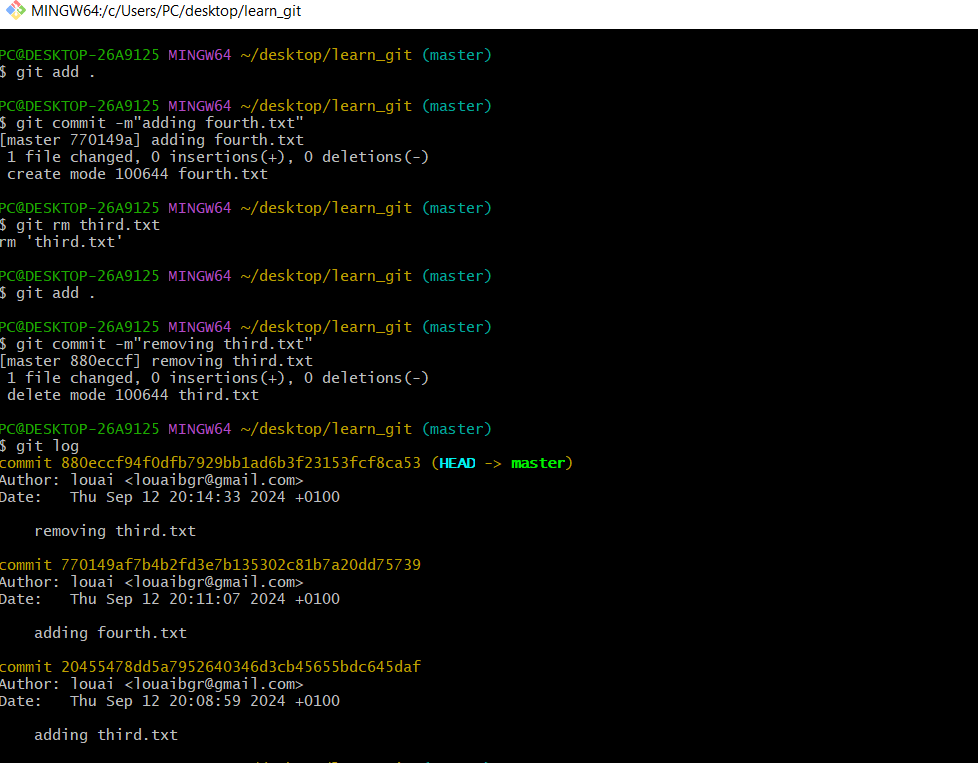 MINGW64:/c/Users/PC/desktop/learn_git
PC@DESKTOP-26A9125 MINGW64 ~/desktop/learn_git (master)
$ git add .
PC@DESKTOP-26A9125 MINGW64 ~/desktop/learn_git (master)
$ git commit -m"adding fourth.txt"
[master 770149a] adding fourth.txt
1 file changed, 0 insertions(+), 0 deletions(-)
create mode 100644 fourth.txt
PC@DESKTOP-26A9125 MINGW64 ~/desktop/learn_git (master)
$ git rm third.txt
rm 'third.txt'
PC@DESKTOP-26A9125 MINGW64 ~/desktop/learn_git (master)
$ git add .
PC@DESKTOP-26A9125 MINGW64 ~/desktop/learn_git (master)
$ git commit -m"removing third.txt"
[master 880eccf] removing third.txt
1 file changed, 0 insertions(+), 0 deletions(-)
delete mode 100644 third.txt
PC@DESKTOP-26A9125 MINGW64 ~/desktop/learn_git (master)
$ git log
commit 880eccf94f0dfb7929bb1ad6b3f23153fcf8ca53 (HEAD -> master)
Author: louai <louaibgr@gmail.com>
Date:   Thu Sep 12 20:14:33 2024 +0100
removing third.txt
commit 770149af7b4b2fd3e7b135302c81b7a20dd75739
Author: louai <louaibgr@gmail.com>
Date:   Thu Sep 12 20:11:07 2024 +0100
adding fourth.txt
commit 20455478dd5a7952640346d3cb45655bdc645daf
Author: louai <louaibgr@gmail.com>
Date:   Thu Sep 12 20:08:59 2024 +0100
adding third.txt